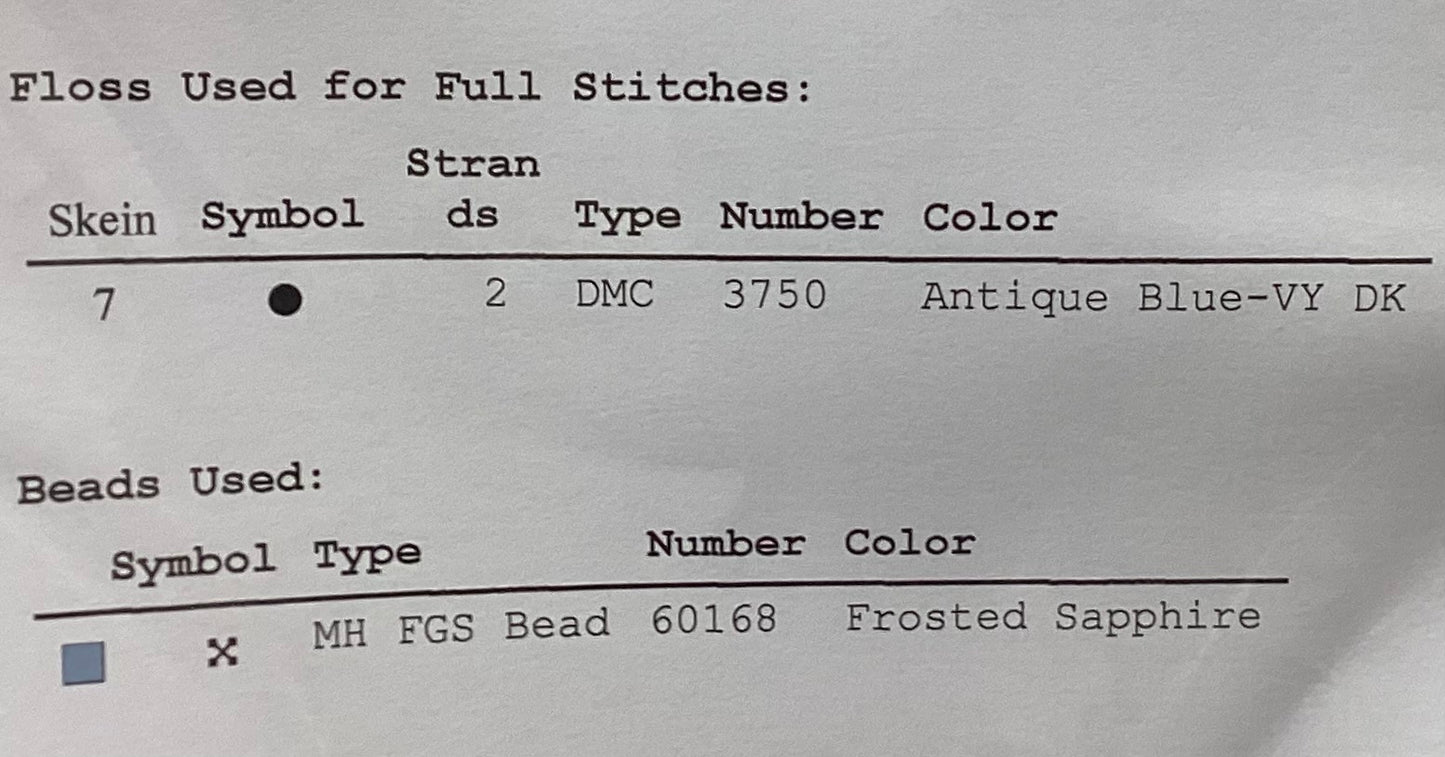 Floss Used for Full Stitches:
Stran
Skein Symbol ds Type Number Color
7 ● 2 DMC 3750 Antique Blue-VY DK
Beads Used:
Symbol Type Number Color
MH FGS Bead 60168 Frosted Sapphire